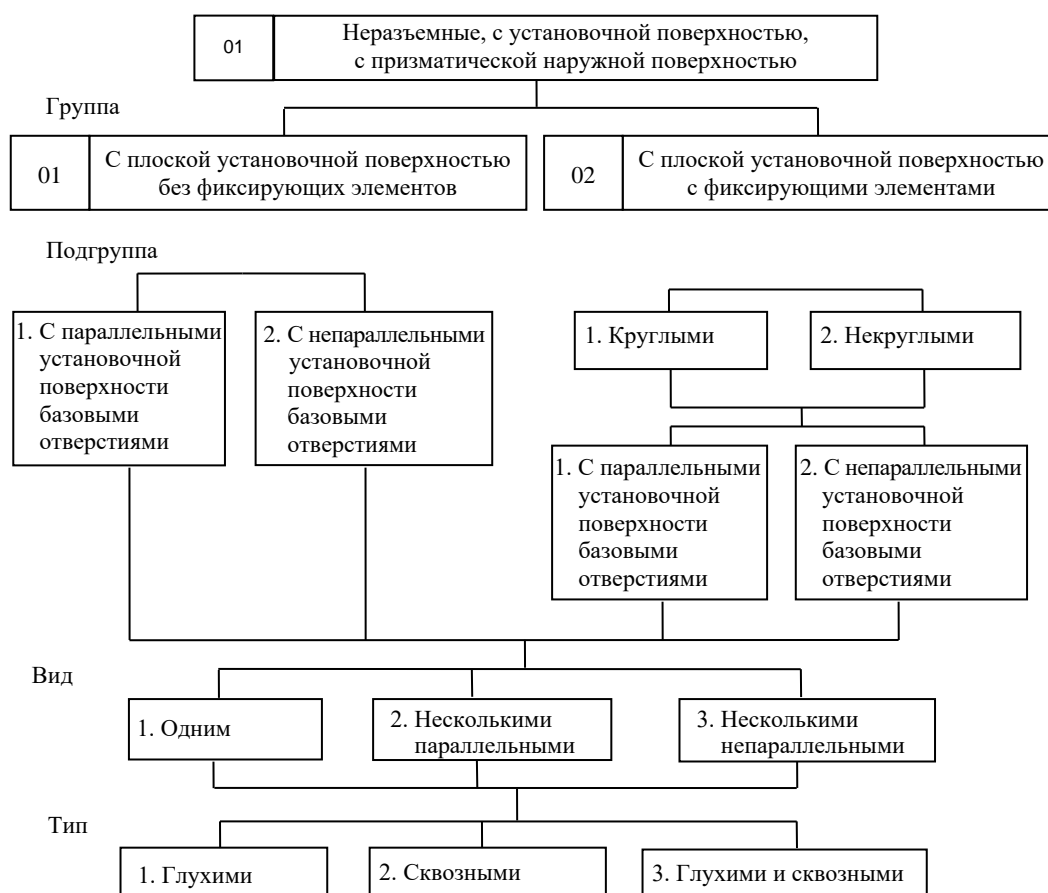 01
Неразъемные, с установочной поверхностью,
с призматической наружной поверхностью
Группа
01
С плоской установочной поверхностью
без фиксирующих элементов
02
С плоской установочной поверхностью
с фиксирующими элементами
Подгруппа
1. С параллельными
установочной
поверхности
базовыми
отверстиями
2. С непараллельными
установочной
поверхности
базовыми
отверстиями
1. Круглыми
2. Некруглыми
1. С параллельными
установочной
поверхности
базовыми
отверстиями
2. С непараллельными
установочной
поверхности
базовыми
отверстиями
Вид
1. Одним
2. Несколькими
параллельными
3. Несколькими
непараллельными
Тип
1. Глухими
2. Сквозными
3. Глухими и сквозными